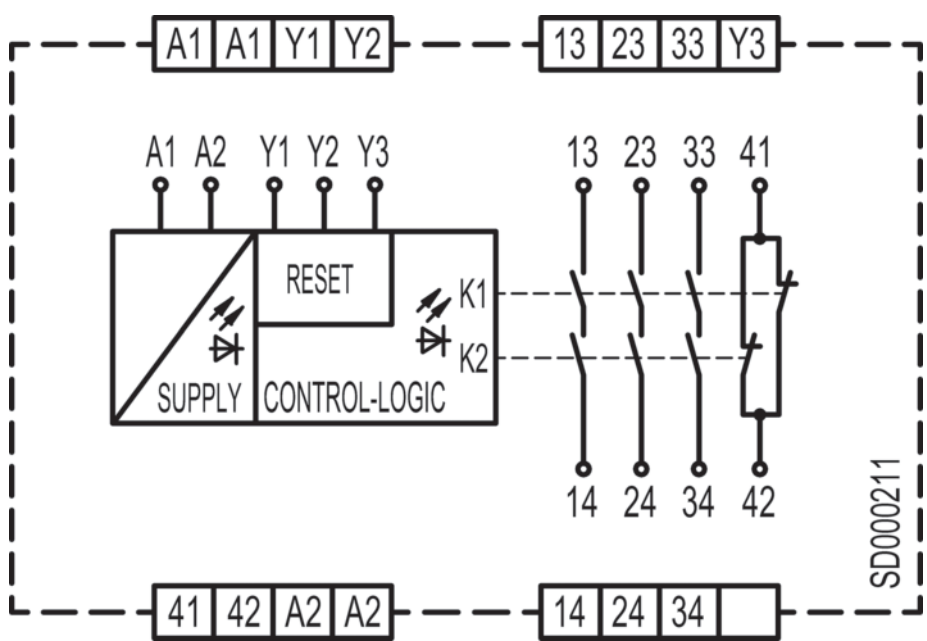 A1 A1 Y1 Y2 13 23 33 Y3
A1 A2 Y1 Y2 Y3 13 23 33 41
RESET
K1
K2
SUPPLY CONTROL-LOGIC
14 24 34 42
SD000211
41 42 A2 A2 14 24 34